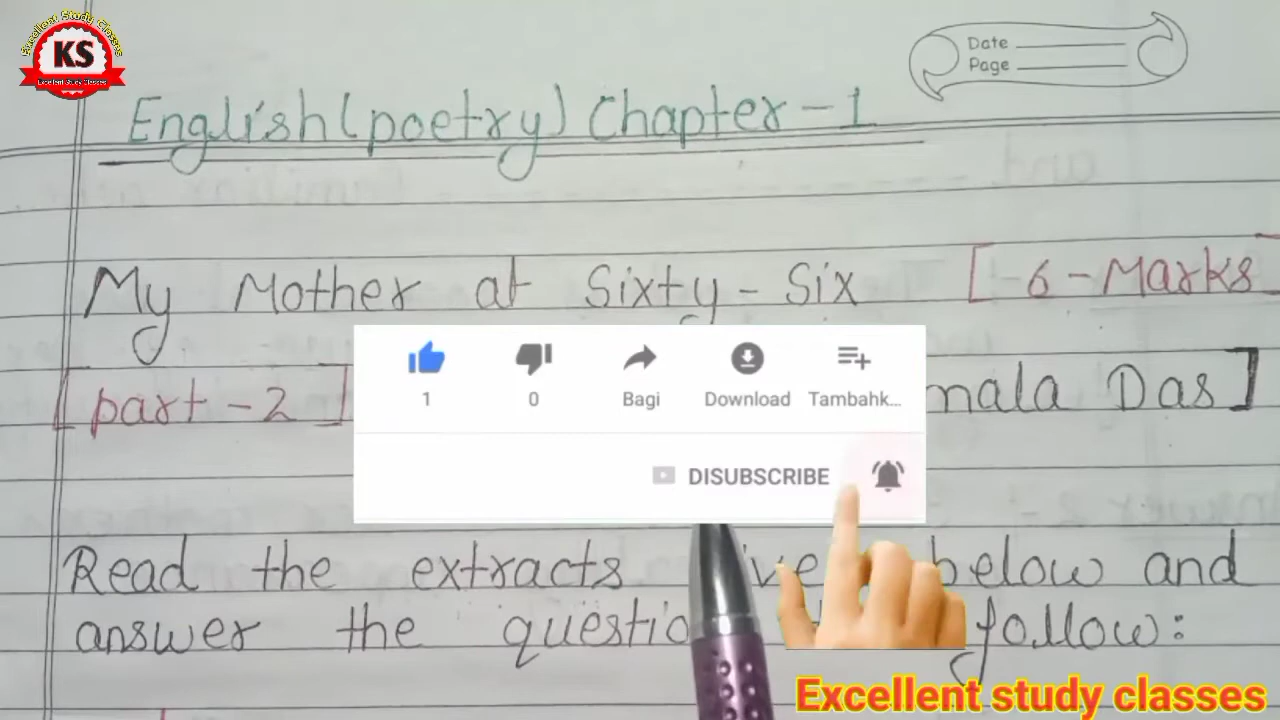 Excellent Study Classes
KS
Excellent Study Classes
Date
Page
English (poetry) Chapter - 1
My Mother at Sixty - Six [ 6 - Marks
[ part - 2 ] Das ]
1 0 Bagi Download Tambahk...
DISUBSCRIBE
Read the extracts below and
answer the follow:
Excellent study classes